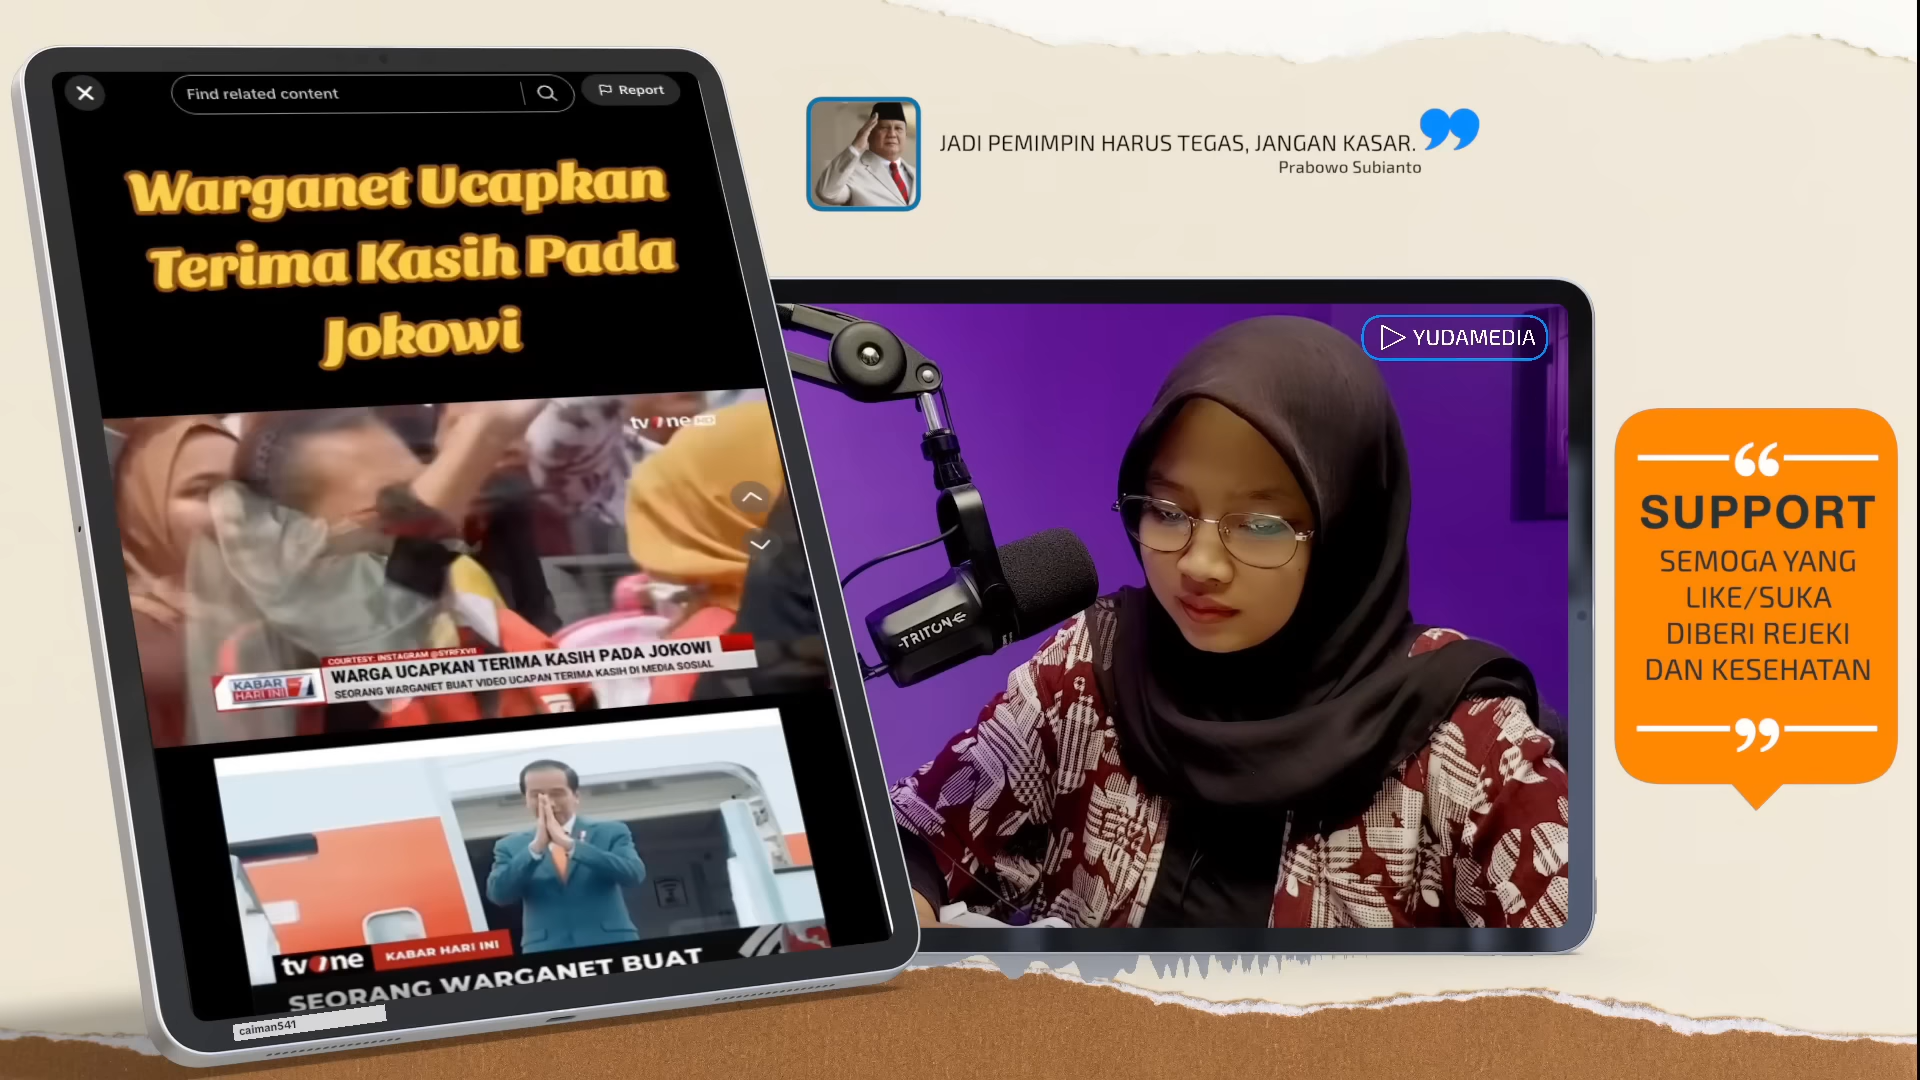 Find related content
Report
Warganet Ucapkan
Terima Kasih Pada
Jokowi
tvOne HD
COURTESY: INSTAGRAM @SYRFXVII
WARGA UCAPKAN TERIMA KASIH PADA JOKOWI
SEORANG WARGANET BUAT VIDEO UCAPAN TERIMA KASIH DI MEDIA SOSIAL
KABAR
HARI INI
tvOne KABAR HARI INI
SEORANG WARGANET BUAT
caiman541
JADI PEMIMPIN HARUS TEGAS, JANGAN KASAR.
Prabowo Subianto
YUDAMEDIA
TRITON
SUPPORT
SEMOGA YANG
LIKE/SUKA
DIBERI REJEKI
DAN KESEHATAN